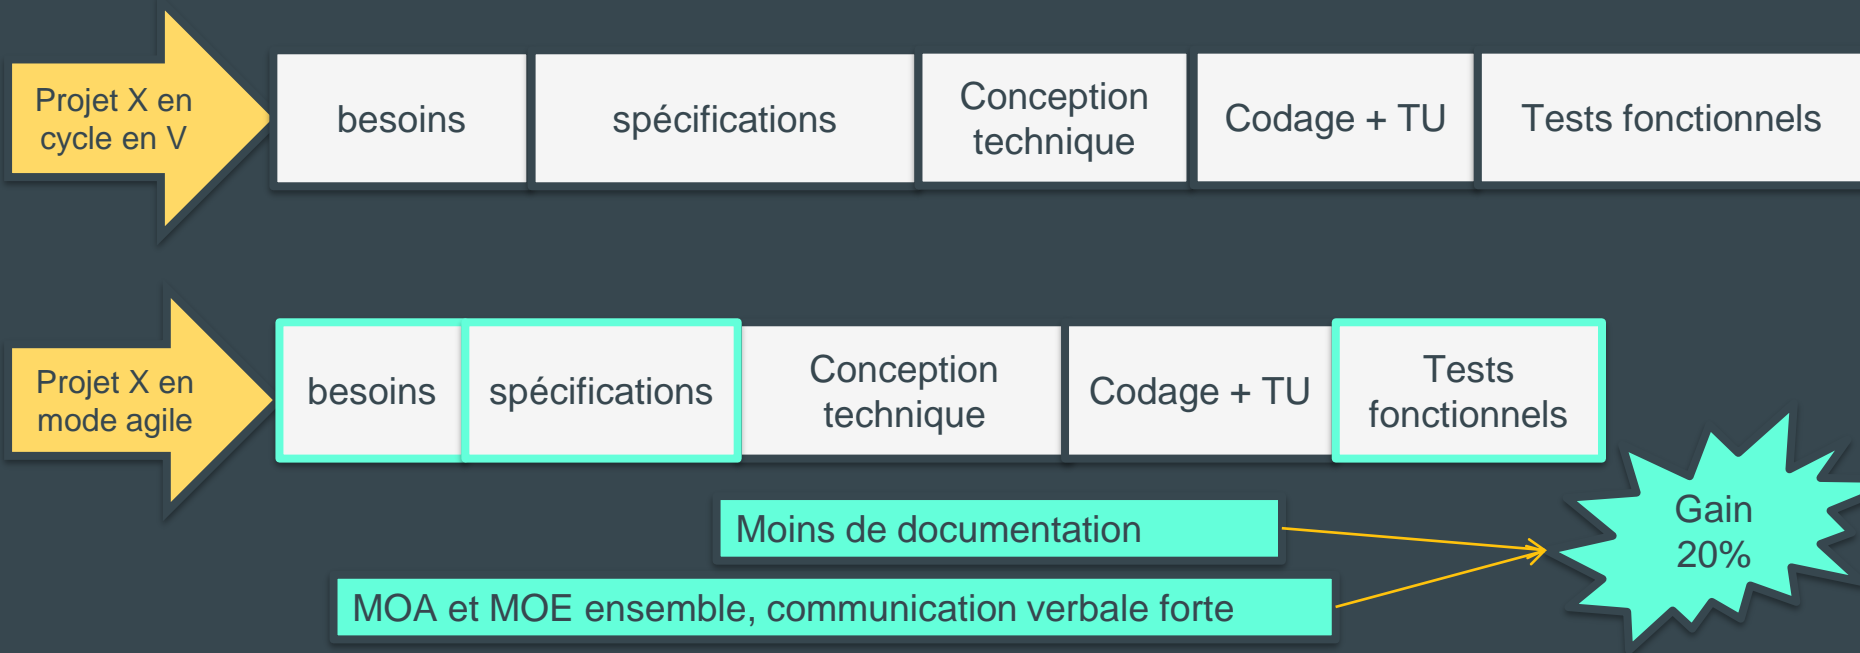 Projet X en
cycle en V
besoins
spécifications
Conception
technique
Codage + TU
Tests fonctionnels
Projet X en
mode agile
besoins
spécifications
Conception
technique
Codage + TU
Tests
fonctionnels
Moins de documentation
MOA et MOE ensemble, communication verbale forte
Gain
20%